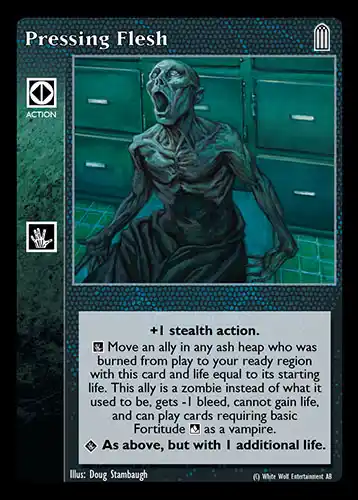 Pressing Flesh
ACTION
+1 stealth action.
Move an ally in any ash heap who was
burned from play to your ready region
with this card and life equal to its starting
life. This ally is a zombie instead of what it
used to be, gets -1 bleed, cannot gain life,
and can play cards requiring basic
Fortitude as a vampire.
As above, but with 1 additional life.
Illus: Doug Stambaugh
(C) White Wolf Entertainment AB